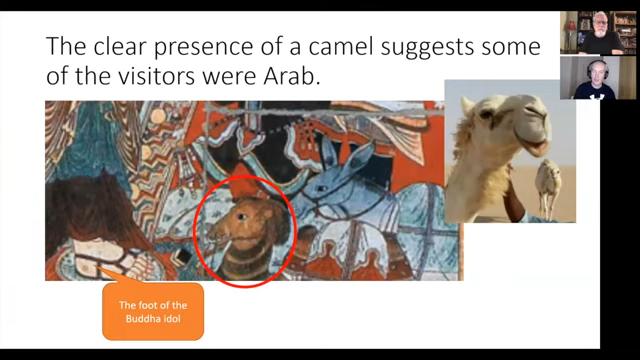 The clear presence of a camel suggests some
of the visitors were Arab.
The foot of the
Buddha idol